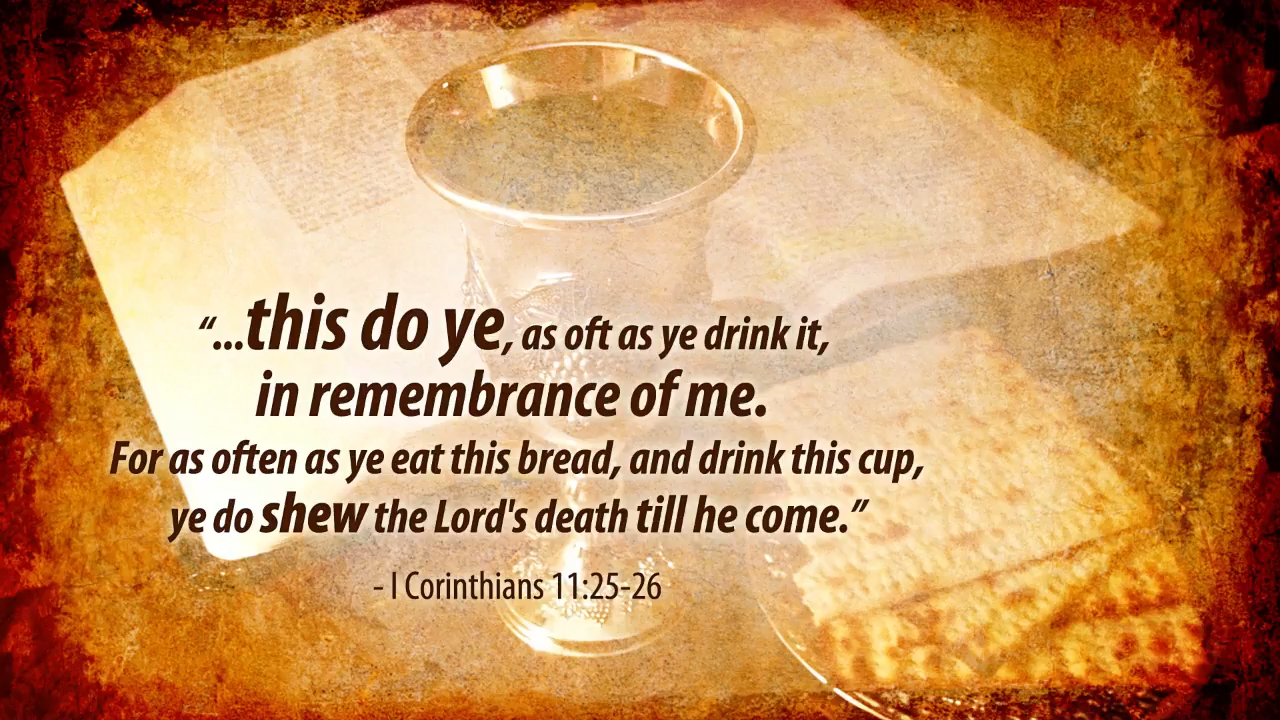 “...this do ye, as oft as ye drink it,
in remembrance of me.
For as often as ye eat this bread, and drink this cup,
ye do shew the Lord's death till he come.”
- I Corinthians 11:25-26